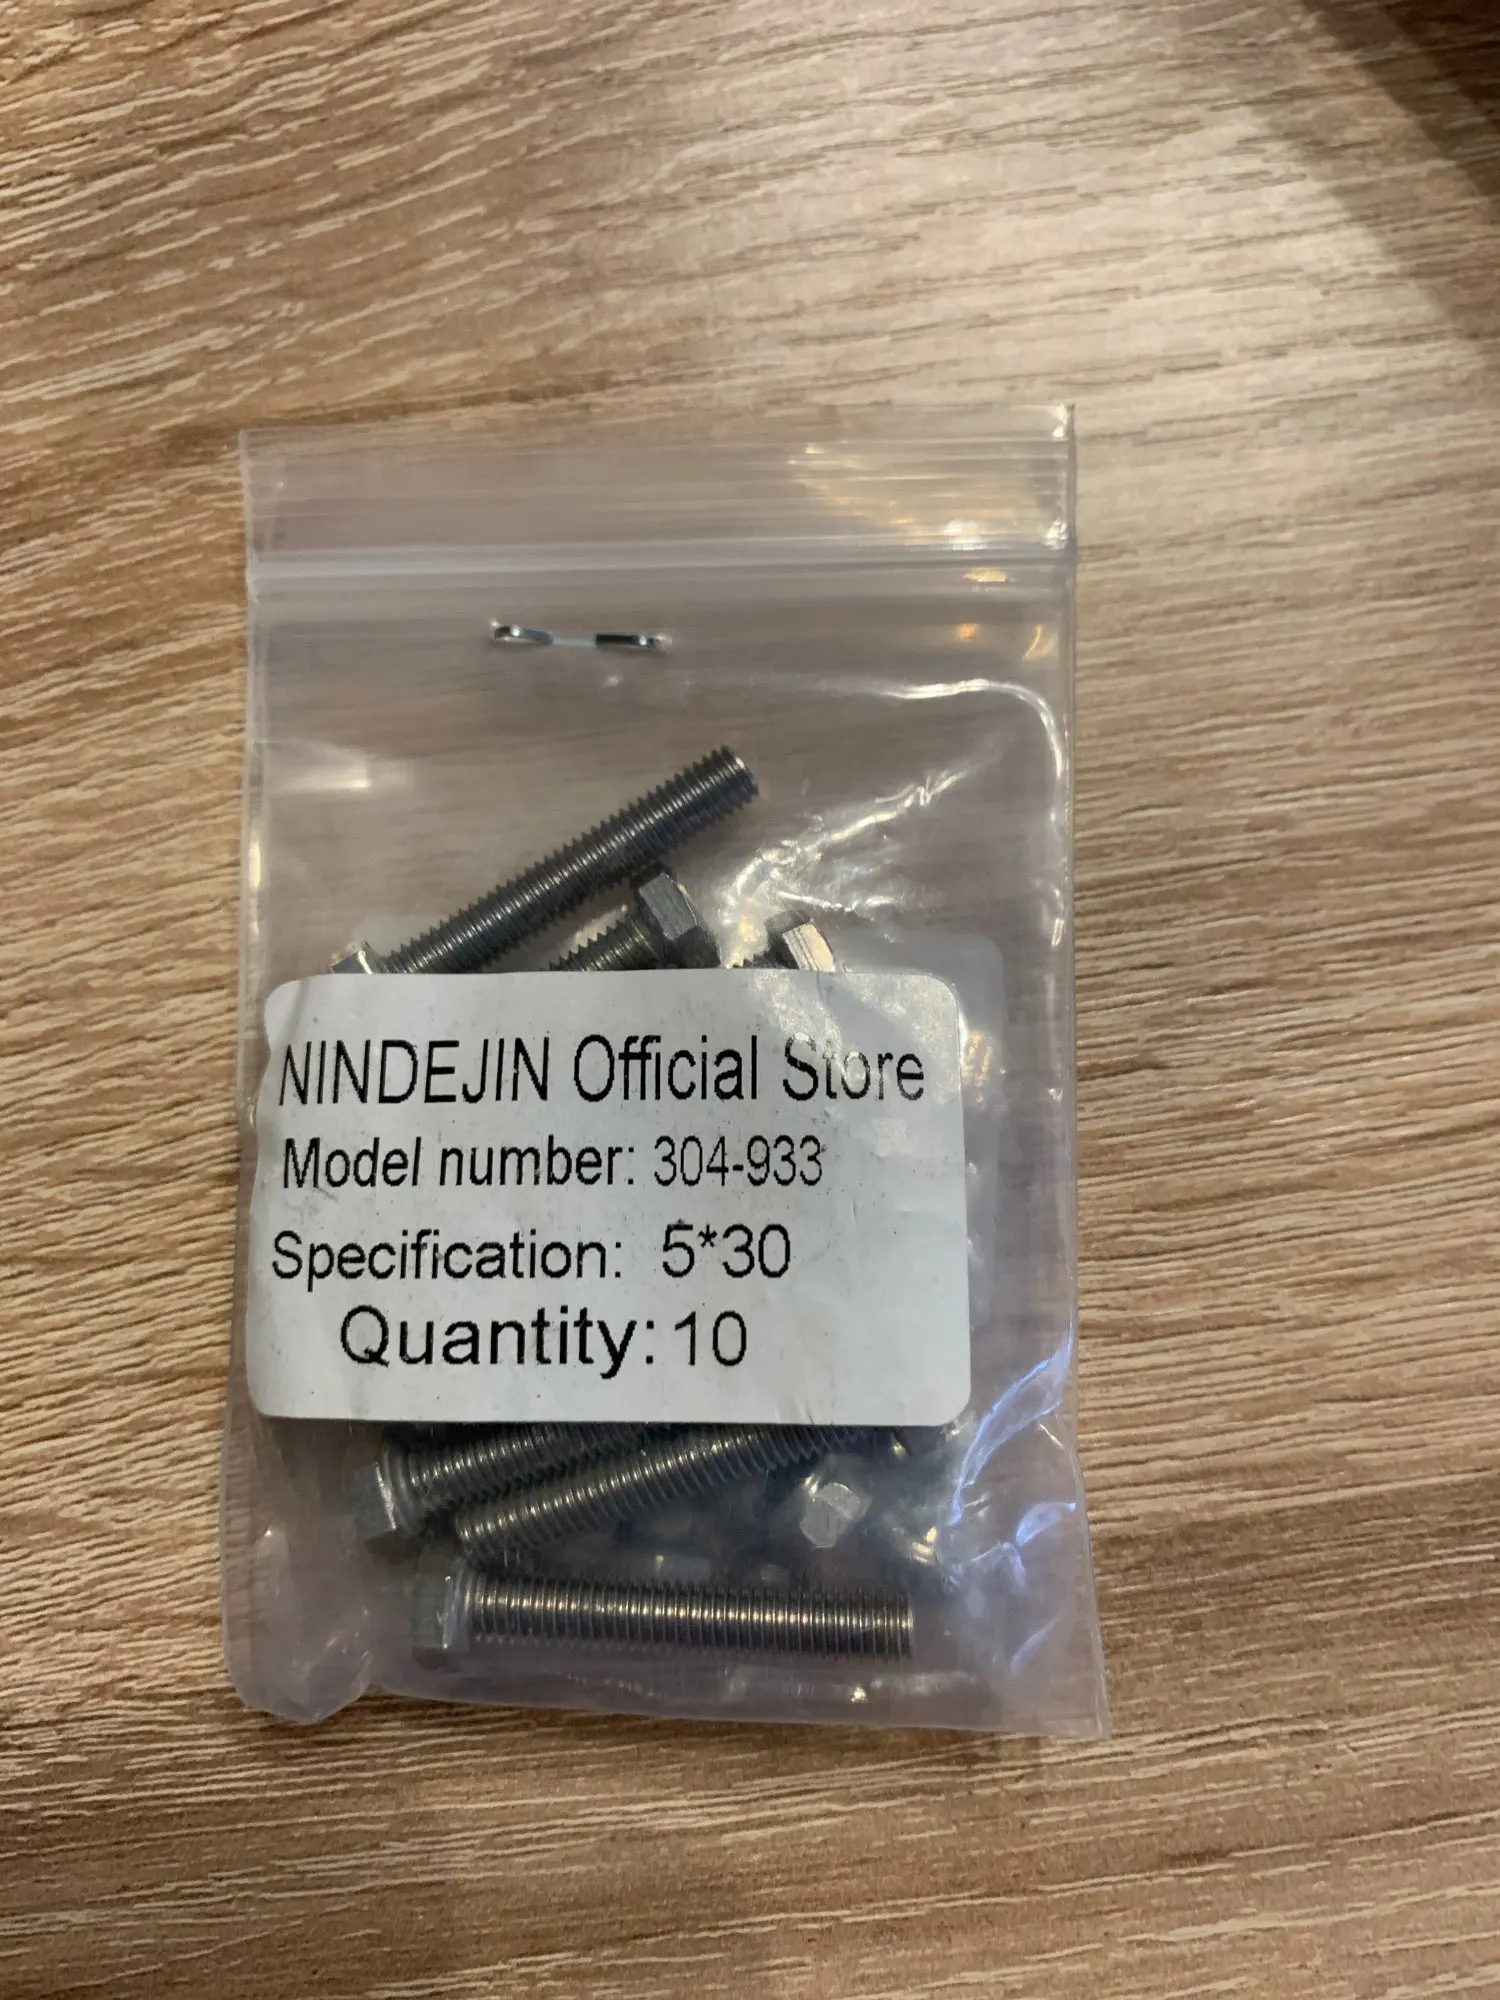 NINDEJIN Official Store
Model number: 304-933
Specification: 5*30
Quantity:10